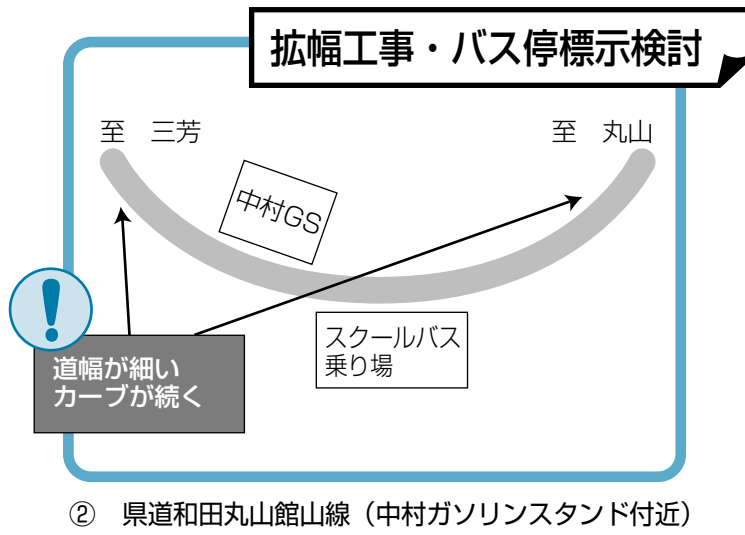 拡幅工事・バス停標示検討
至　三芳
至　丸山
中村GS
!
スクールバス
乗り場
道幅が細い
カーブが続く
②　県道和田丸山館山線（中村ガソリンスタンド付近）